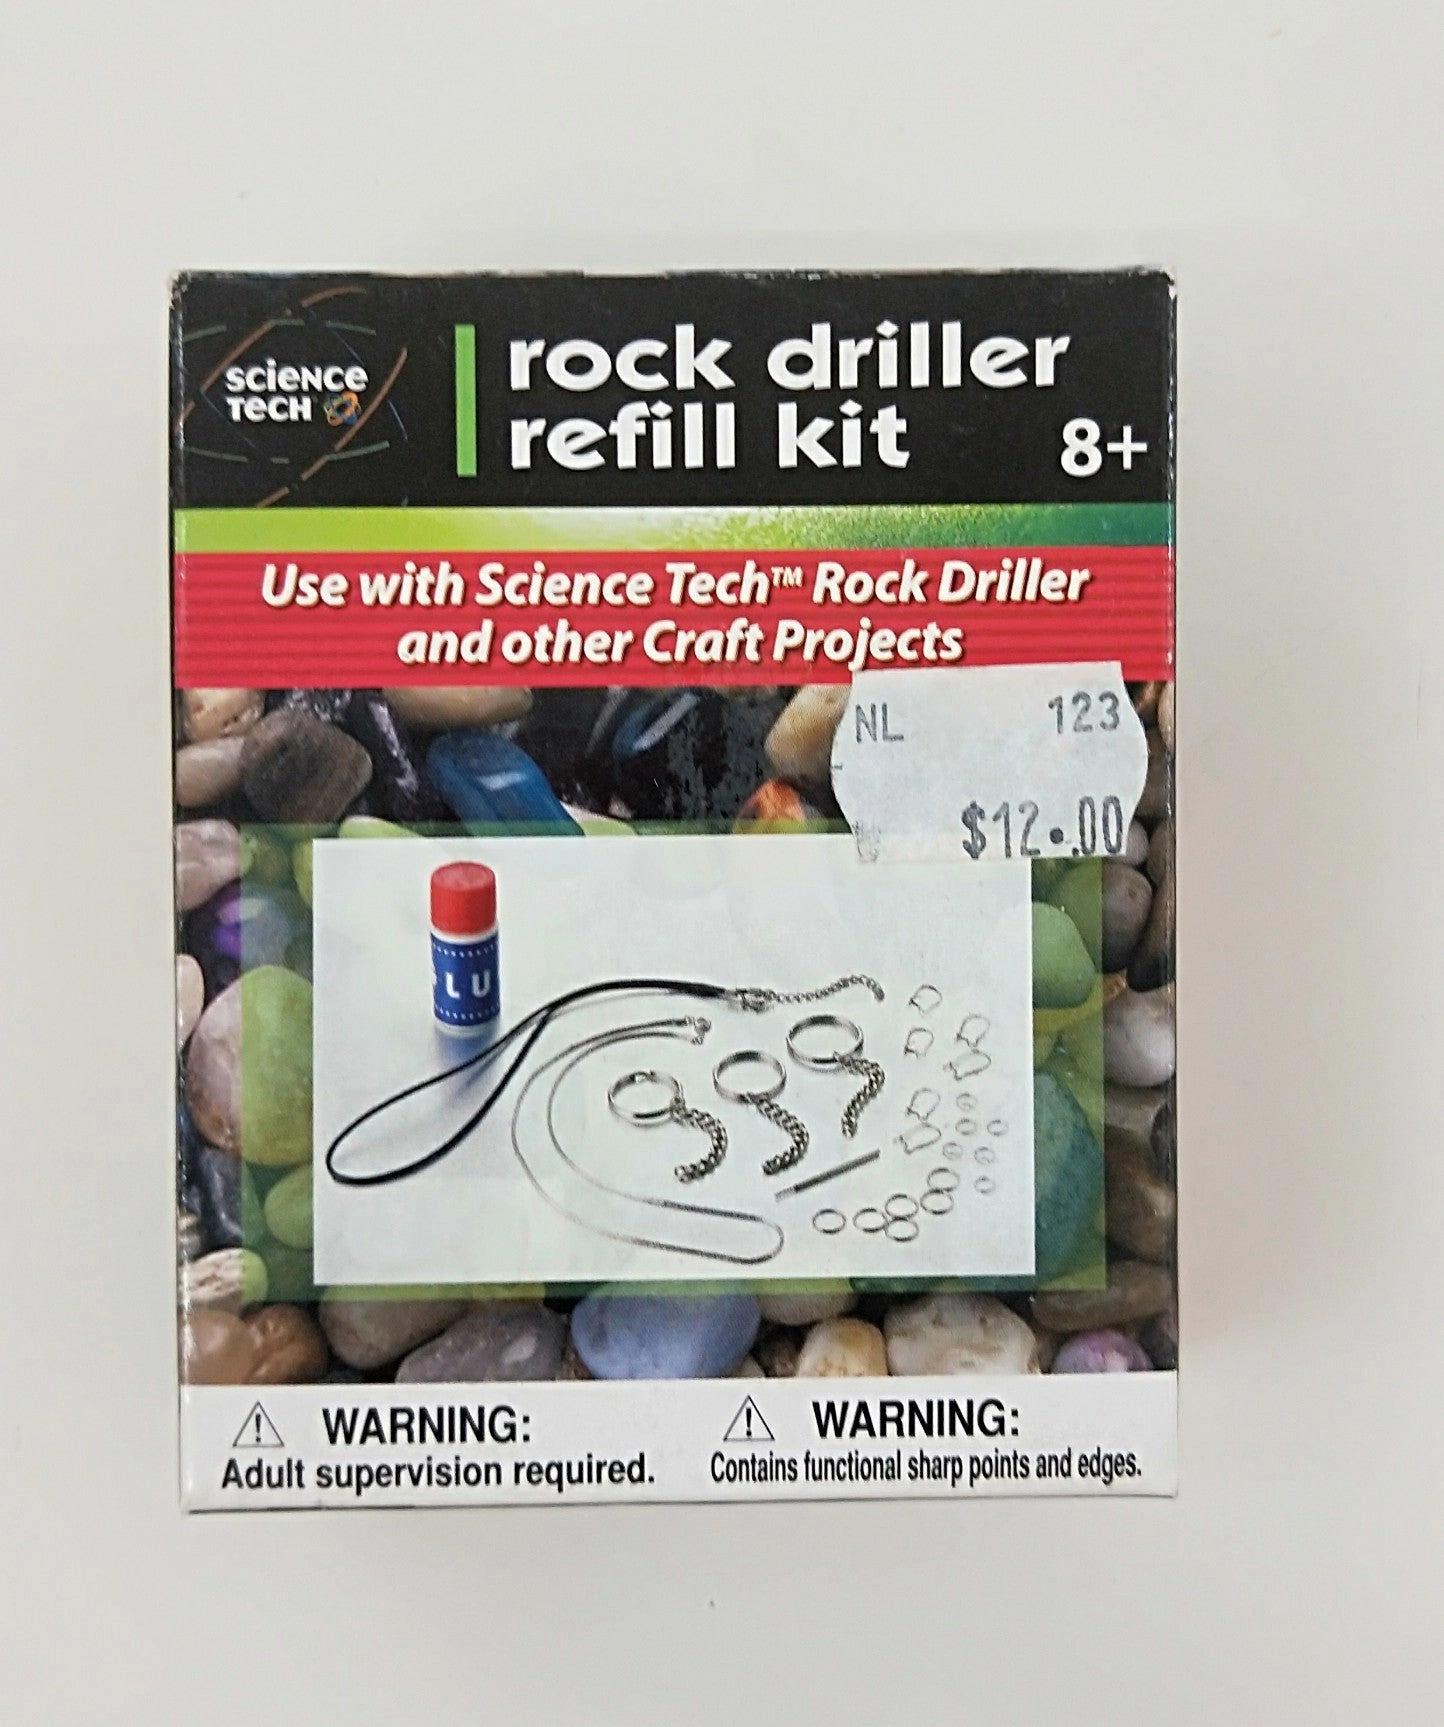 SCIENCE
TECH
rock driller
refill kit
8+
Use with Science Tech™ Rock Driller
and other Craft Projects
NL 123
$12.00
LU
⚠ WARNING:
Adult supervision required.
⚠ WARNING:
Contains functional sharp points and edges.